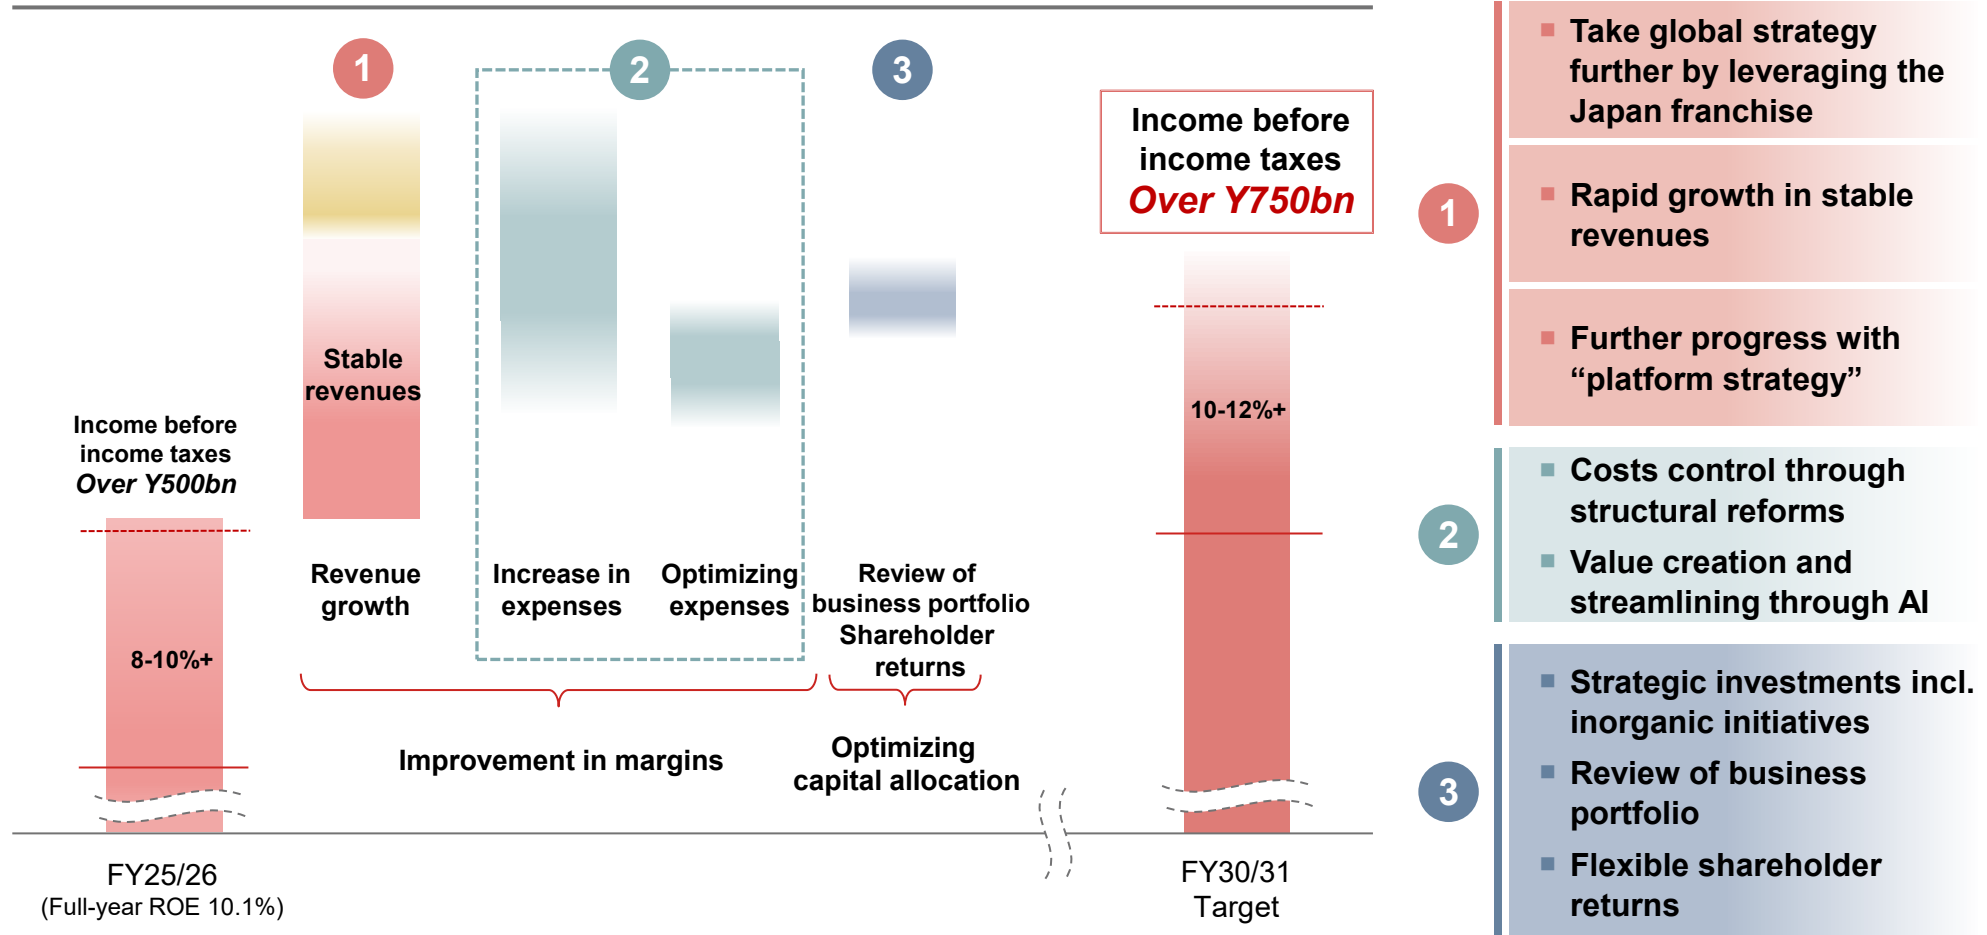 1
2
3
Income before
income taxes
Over Y750bn
Stable
revenues
10-12%+
Income before
income taxes
Over Y500bn
8-10%+
Revenue
growth
Increase in
expenses
Optimizing
expenses
Review of
business portfolio
Shareholder
returns
Improvement in margins
Optimizing
capital allocation
FY25/26
(Full-year ROE 10.1%)
FY30/31
Target
1
■ Take global strategy
further by leveraging the
Japan franchise
■ Rapid growth in stable
revenues
■ Further progress with
“platform strategy”
2
■ Costs control through
structural reforms
■ Value creation and
streamlining through AI
3
■ Strategic investments incl.
inorganic initiatives
■ Review of business
portfolio
■ Flexible shareholder
returns